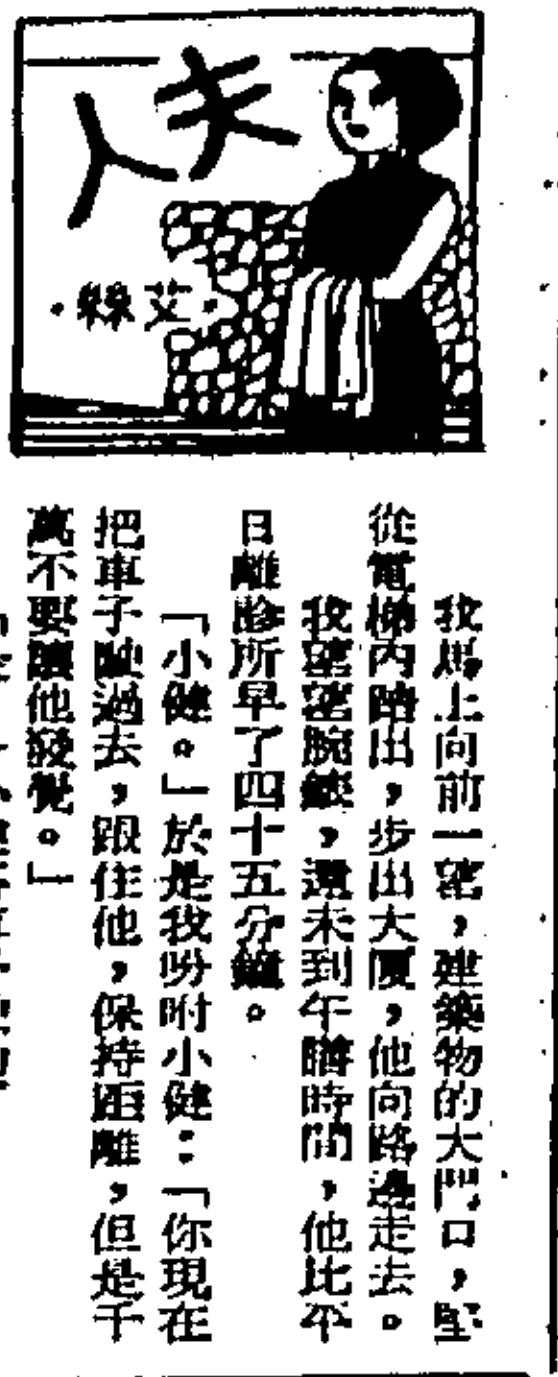 夫人
·艾絲·
我馬上向前一望，建築物的大門口，堅
從電梯內踏出，步出大廈，他向路邊走去。
我望望腕錶，還未到午膳時間，他比平
日離診所早了四十五分鐘。
「小健。」於是我吩咐小健：「你現在
把車子駛過去，跟住他，保持距離，但是千
萬不要讓他發覺。」